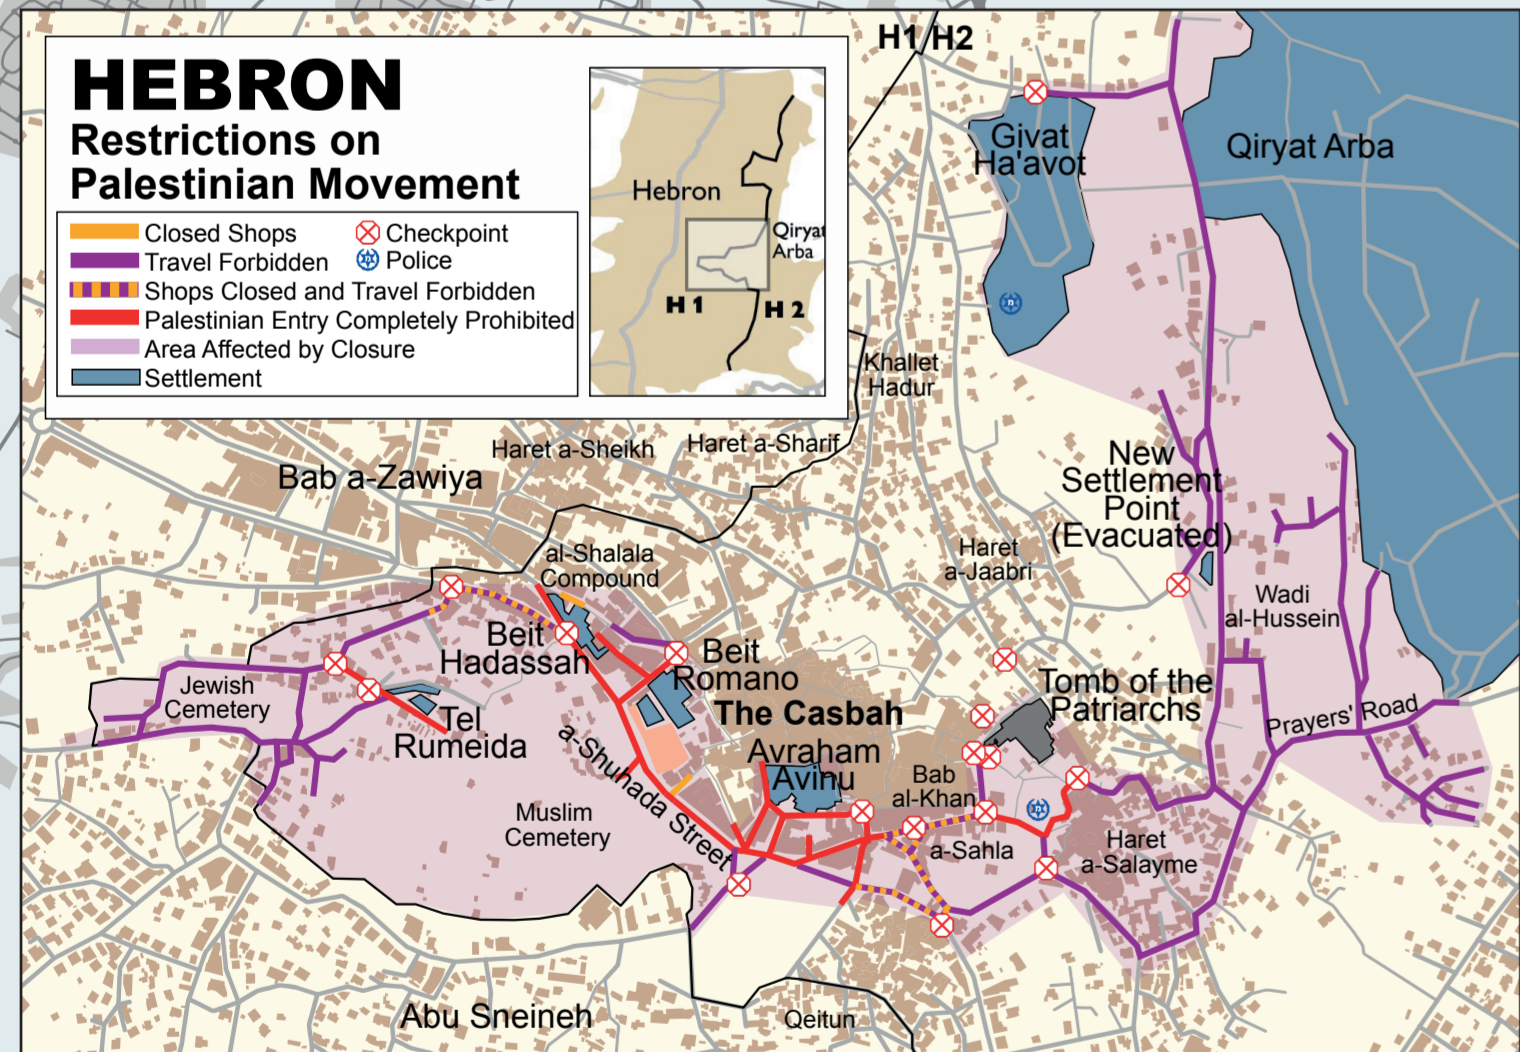 HEBRON
Restrictions on
Palestinian Movement
Closed Shops
Checkpoint
Travel Forbidden
Police
Shops Closed and Travel Forbidden
Palestinian Entry Completely Prohibited
Area Affected by Closure
Settlement
Hebron
Qiryat
Arba
H 1
H 2
H1/H2
Givat
Ha'avot
Qiryat Arba
Khallet
Hadur
Haret a-Sheikh
Haret a-Sharif
Bab a-Zawiya
New
Settlement
Point
(Evacuated)
al-Shalala
Compound
Haret
a-Jaabri
Wadi
al-Hussein
Beit
Hadassah
Beit
Romano
Jewish
Cemetery
Tomb of the
Patriarchs
Tel
Rumeida
The Casbah
Prayers' Road
a-Shuhada Street
Avraham
Avinu
Bab
al-Khan
Muslim
Cemetery
a-Sahla
Haret
a-Salayme
Abu Sneineh
Qeitun